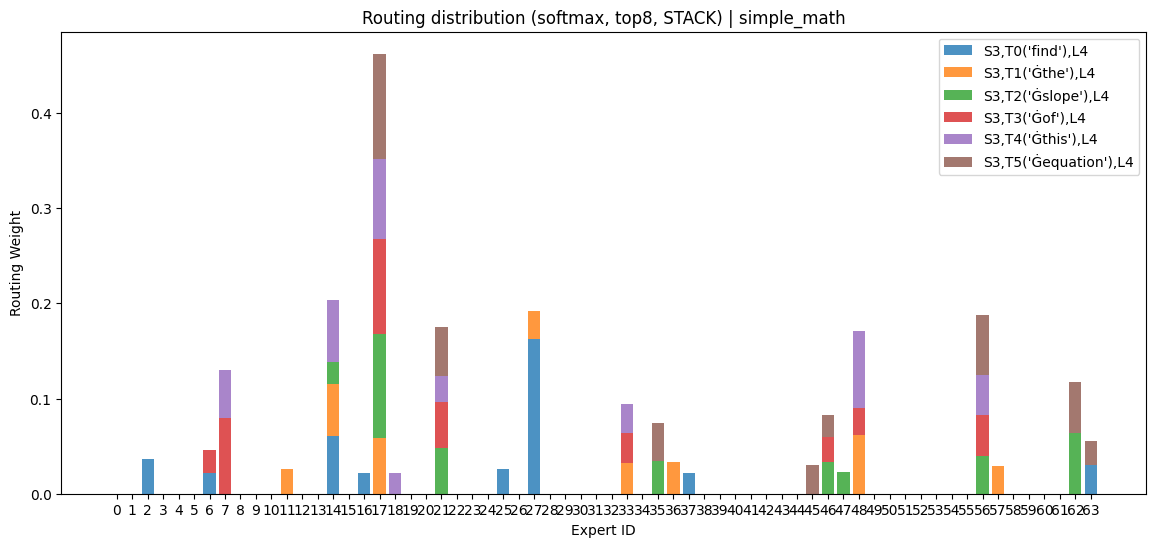 Routing distribution (softmax, top8, STACK) | simple_math
S3,T0('find'),L4
S3,T1('Ġthe'),L4
S3,T2('Ġslope'),L4
S3,T3('Ġof'),L4
S3,T4('Ġthis'),L4
S3,T5('Ġequation'),L4
Routing Weight
0.4
0.3
0.2
0.1
0.0
0 1 2 3 4 5 6 7 8 9 10 11 12 13 14 15 16 17 18 19 20 21 22 23 24 25 26 27 28 29 30 31 32 33 34 35 36 37 38 39 40 41 42 43 44 45 46 47 48 49 50 51 52 53 54 55 56 57 58 59 60 61 62 63
Expert ID